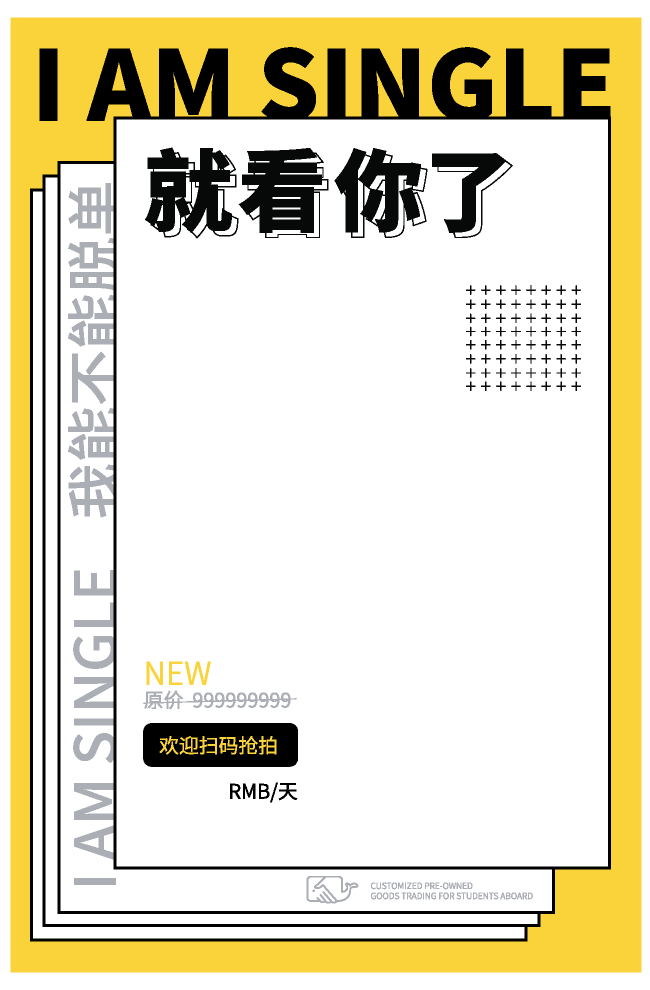 I AM SINGLE
就看你了
I AM SINGLE 我能不能脱单
NEW
原价 999999999
欢迎扫码抢拍
RMB/天
CUSTOMIZED PRE-OWNED
GOODS TRADING FOR STUDENTS ABOARD